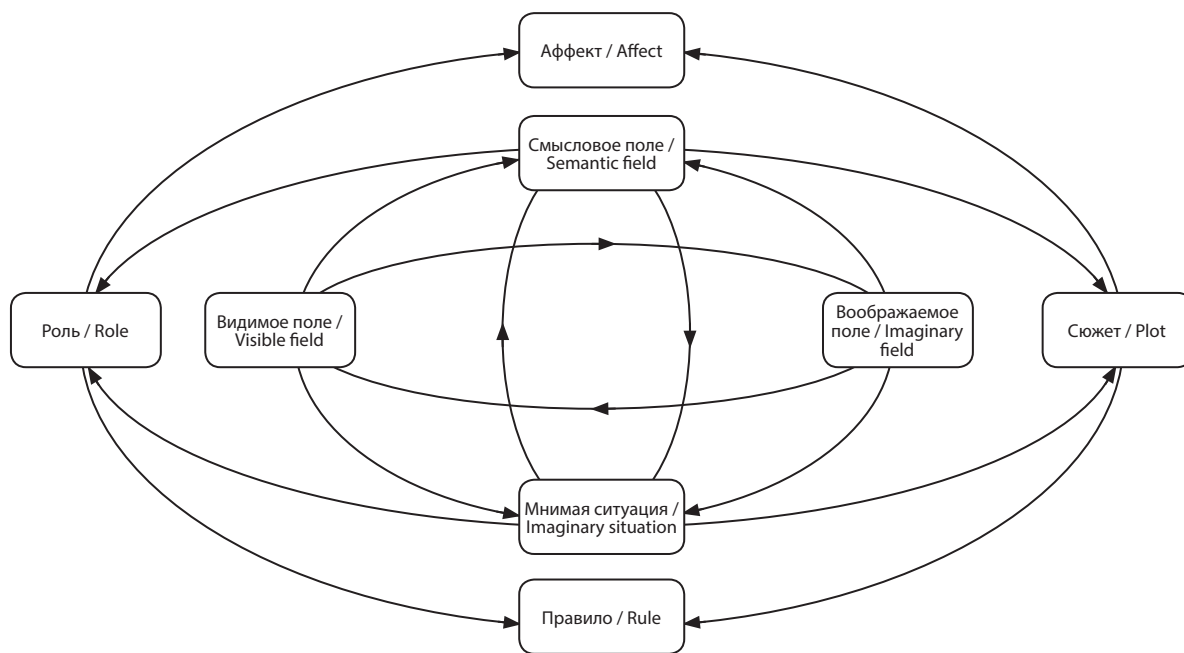 Аффект / Affect
Смысловое поле /
Semantic field
Роль / Role
Видимое поле /
Visible field
Воображаемое
поле / Imaginary
field
Сюжет / Plot
Мнимая ситуация /
Imaginary situation
Правило / Rule